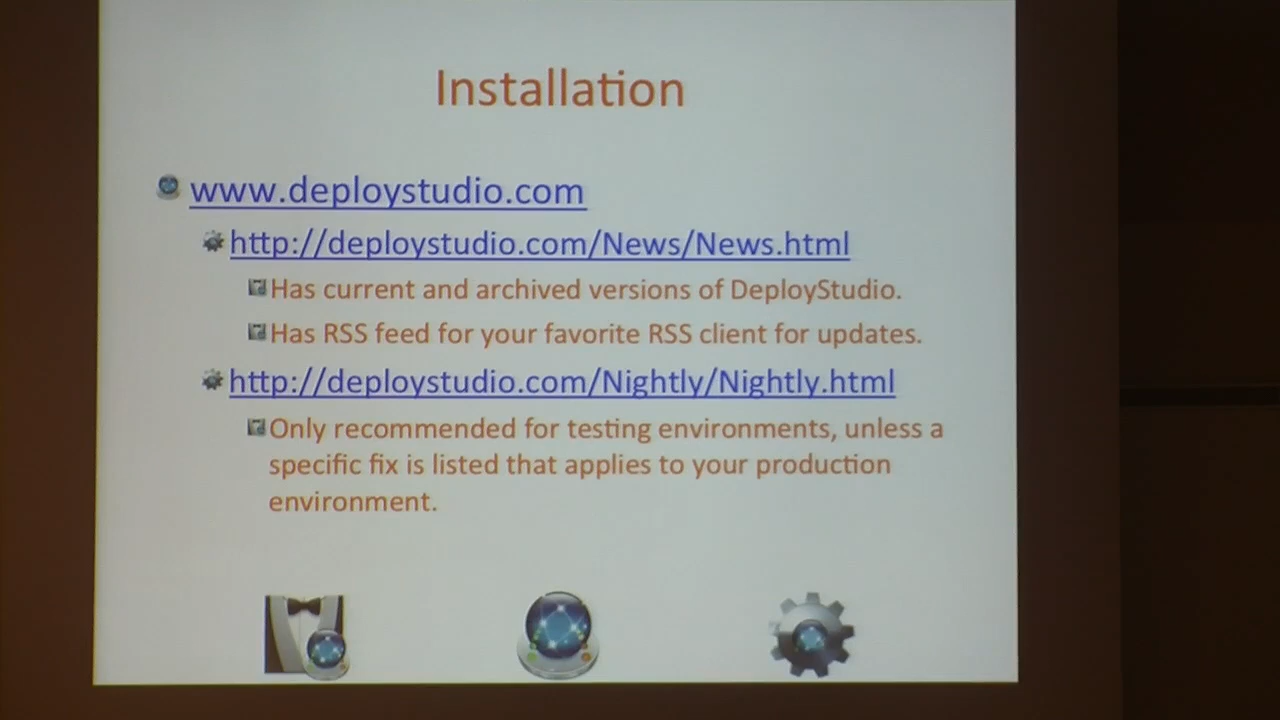 Installation
www.deploystudio.com
http://deploystudio.com/News/News.html
Has current and archived versions of DeployStudio.
Has RSS feed for your favorite RSS client for updates.
http://deploystudio.com/Nightly/Nightly.html
Only recommended for testing environments, unless a
specific fix is listed that applies to your production
environment.